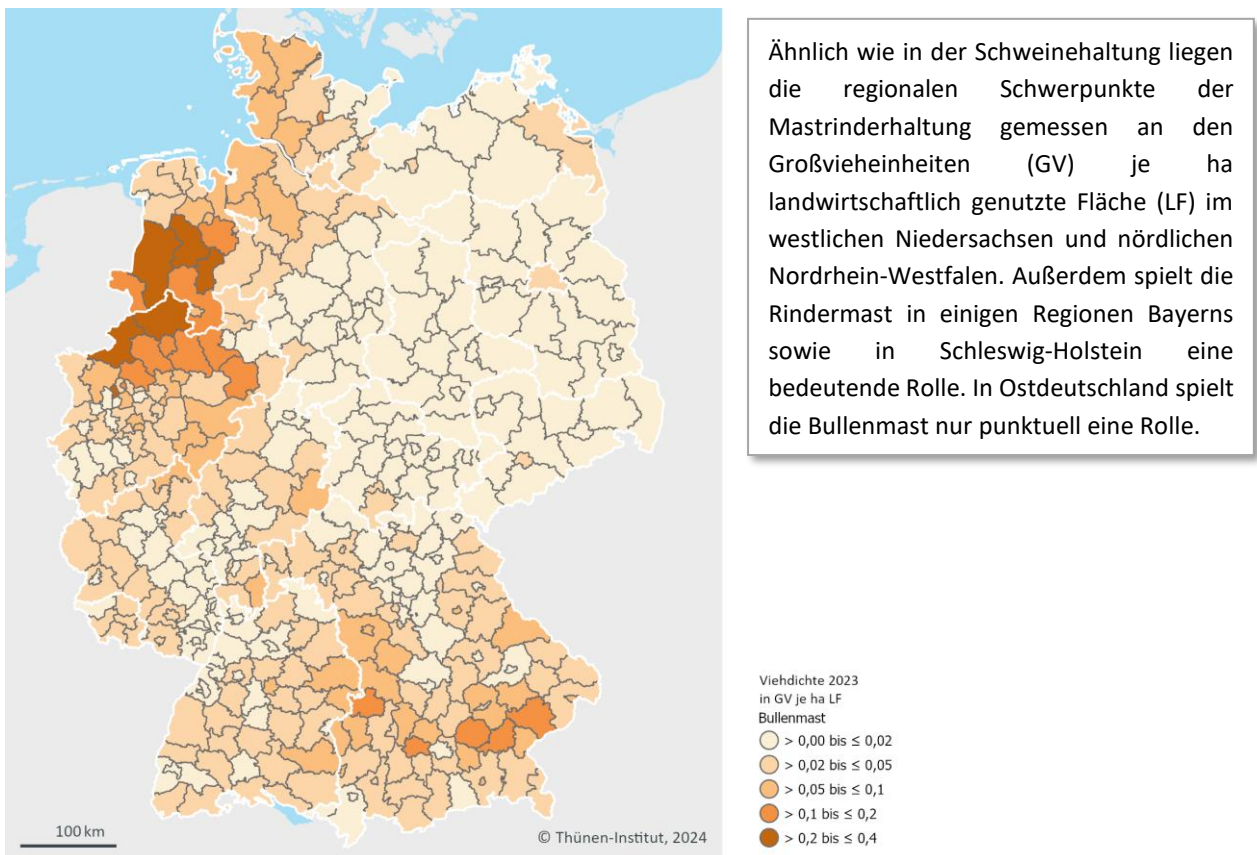 Ähnlich wie in der Schweinehaltung liegen
die regionalen Schwerpunkte der
Mastrinderhaltung gemessen an den
Großvieheinheiten (GV) je ha
landwirtschaftlich genutzte Fläche (LF) im
westlichen Niedersachsen und nördlichen
Nordrhein-Westfalen. Außerdem spielt die
Rindermast in einigen Regionen Bayerns
sowie in Schleswig-Holstein eine
bedeutende Rolle. In Ostdeutschland spielt
die Bullenmast nur punktuell eine Rolle.
Viehdichte 2023
in GV je ha LF
Bullenmast
> 0,00 bis ≤ 0,02
> 0,02 bis ≤ 0,05
> 0,05 bis ≤ 0,1
> 0,1 bis ≤ 0,2
> 0,2 bis ≤ 0,4
100 km
© Thünen-Institut, 2024